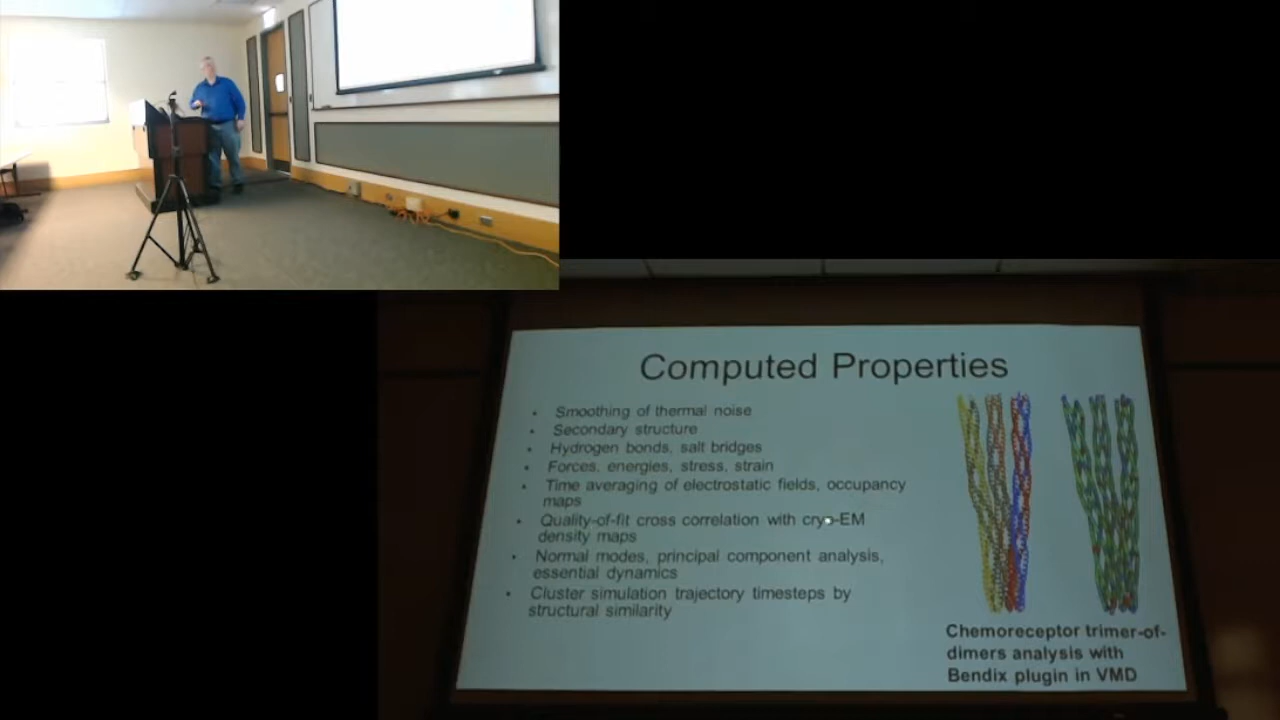 Computed Properties
• Smoothing of thermal noise
• Secondary structure
• Hydrogen bonds, salt bridges
• Forces, energies, stress, strain
• Time averaging of electrostatic fields, occupancy
maps
• Quality-of-fit cross correlation with cryo-EM
density maps
• Normal modes, principal component analysis,
essential dynamics
• Cluster simulation trajectory timesteps by
structural similarity
Chemoreceptor trimer-of-
dimers analysis with
Bendix plugin in VMD